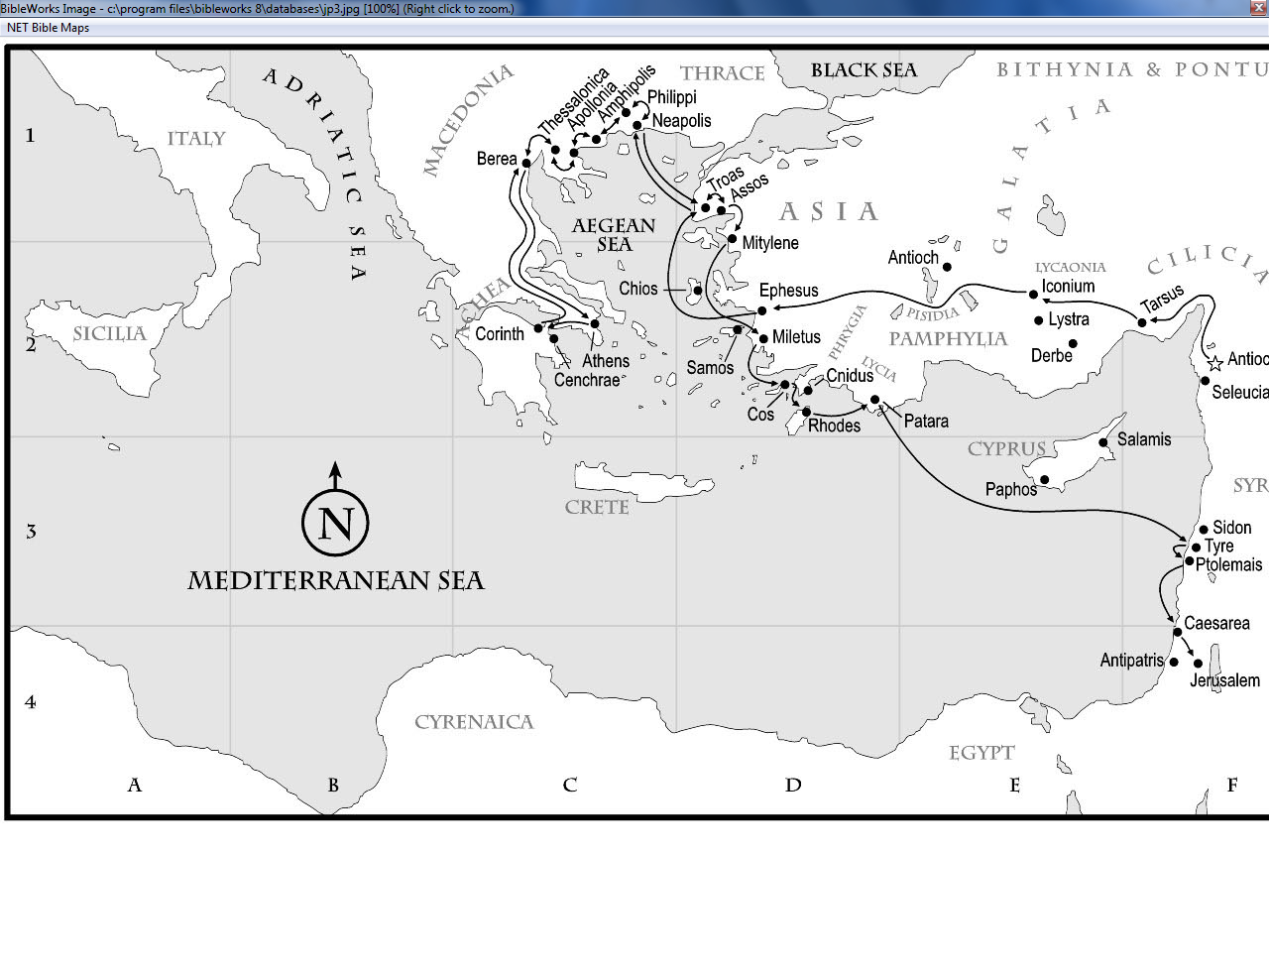 BibleWorks Image - c:\program files\bibleworks 8\databases\jp3.jpg [100%] (Right click to zoom.)
NET Bible Maps
ADRIATIC SEA
ITALY
MACEDONIA
Thessalonica
Apollonia
Amphipolis
Philippi
Neapolis
THRACE
BLACK SEA
BITHYNIA & PONTU
GALATIA
1
Berea
Troas
Assos
ASIA
AEGEAN
SEA
Mitylene
Antioch
LYCAONIA
Iconium
CILICIA
Tarsus
Chios
Ephesus
ACHEA
SICILIA
2
Corinth
Athens
Cenchrae
Samos
Miletus
PHRYGIA
PISIDIA
PAMPHYLIA
Lystra
Derbe
Antioc
Seleucia
LYCIA
Cnidus
Cos
Rhodes
Patara
CYPRUS
Salamis
Paphos
SYR
CRETE
N
3
MEDITERRANEAN SEA
Sidon
Tyre
Ptolemais
Caesarea
Antipatris
Jerusalem
4
CYRENAICA
EGYPT
A
B
C
D
E
F